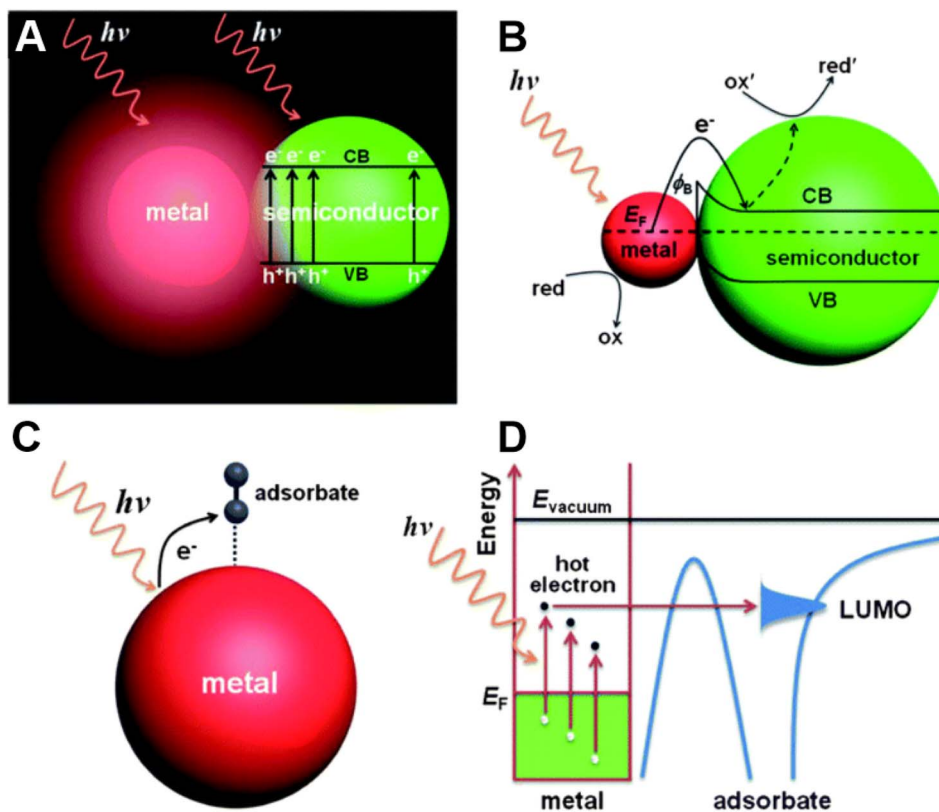 A
hν
hν
e⁻ e⁻ e⁻
CB
e⁻
metal
semiconductor
h⁺ h⁺ h⁺
VB
h⁺
B
hν
ox′
red′
e⁻
ϕB
CB
EF
metal
semiconductor
VB
red
ox
C
hν
adsorbate
e⁻
metal
D
Energy
Evacuum
hν
hot
electron
LUMO
EF
metal
adsorbate